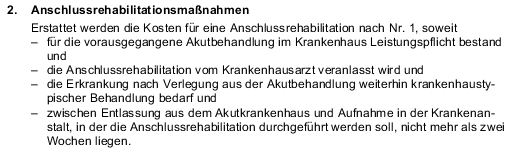 2. Anschlussrehabilitationsmaßnahmen
Erstattet werden die Kosten für eine Anschlussrehabilitation nach Nr. 1, soweit
– für die vorausgegangene Akutbehandlung im Krankenhaus Leistungspflicht bestand
und
– die Anschlussrehabilitation vom Krankenhausarzt veranlasst wird und
– die Erkrankung nach Verlegung aus der Akutbehandlung weiterhin krankenhausty-
pischer Behandlung bedarf und
– zwischen Entlassung aus dem Akutkrankenhaus und Aufnahme in der Krankenan-
stalt, in der die Anschlussrehabilitation durchgeführt werden soll, nicht mehr als zwei
Wochen liegen.